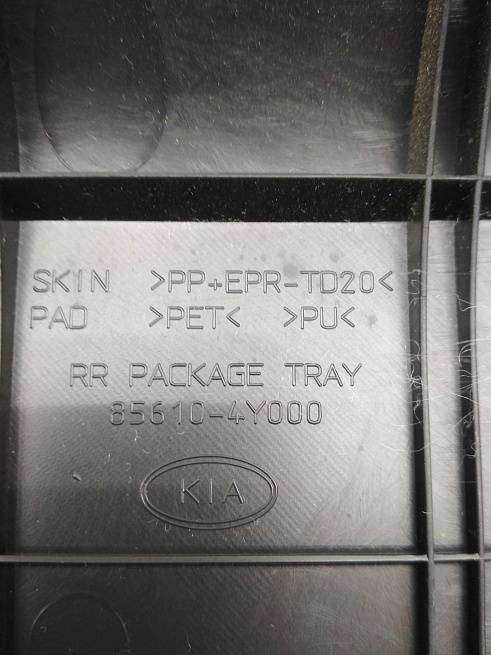 SKIN >PP+EPR-TD20<
PAD >PET< >PU<
RR PACKAGE TRAY
85610-4Y000
KIA